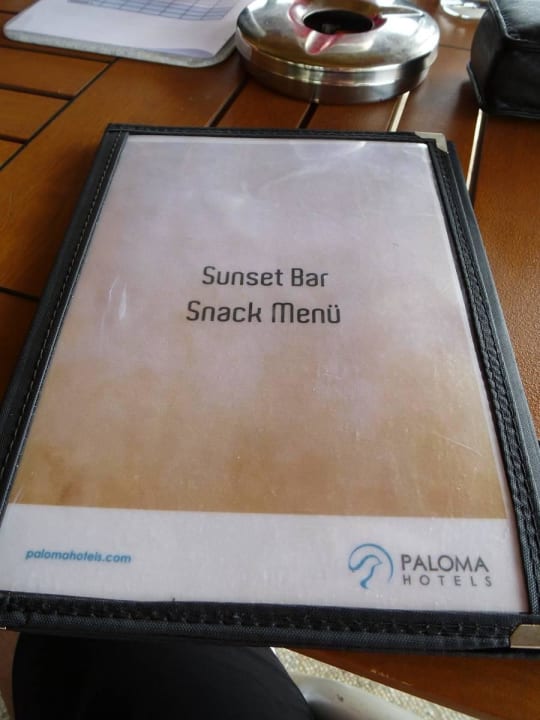 Sunset Bar
Snack Menü
palomahotels.com
PALOMA
HOTELS